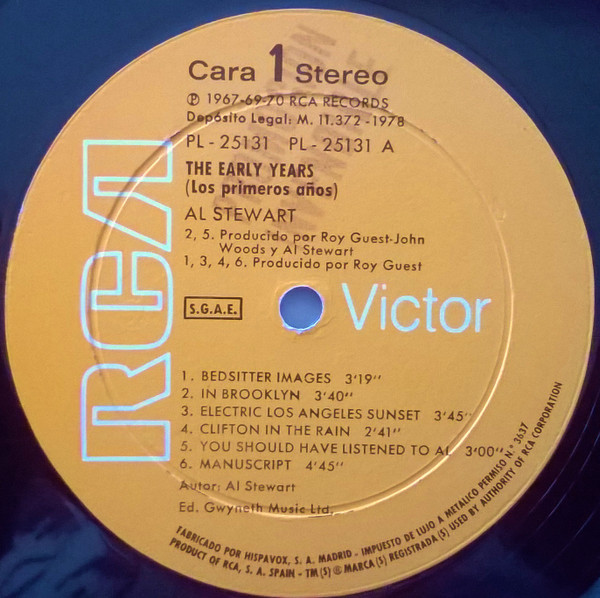 Cara 1 Stereo
℗ 1967-69-70 RCA RECORDS
Depósito Legal: M. 11.372 - 1978
PL - 25131 PL - 25131 A
THE EARLY YEARS
(Los primeros años)
AL STEWART
2, 5. Producido por Roy Guest-John
Woods y Al Stewart
1, 3, 4, 6. Producido por Roy Guest
S.G.A.E.
RCA
Victor
1. BEDSITTER IMAGES 3'19''
2. IN BROOKLYN 3'40''
3. ELECTRIC LOS ANGELES SUNSET 3'45''
4. CLIFTON IN THE RAIN 2'41''
5. YOU SHOULD HAVE LISTENED TO AL 3'00''
6. MANUSCRIPT 4'45''
Autor: Al Stewart
Ed. Gwyneth Music Ltd.
FABRICADO POR HISPAVOX, S. A. MADRID - IMPUESTO DE LUJO A METALICO PERMISO N.° 3637
PRODUCT OF RCA, S. A. SPAIN - TM (S) ® MARCA (S) REGISTRADA (S) USED BY AUTHORITY OF RCA CORPORATION